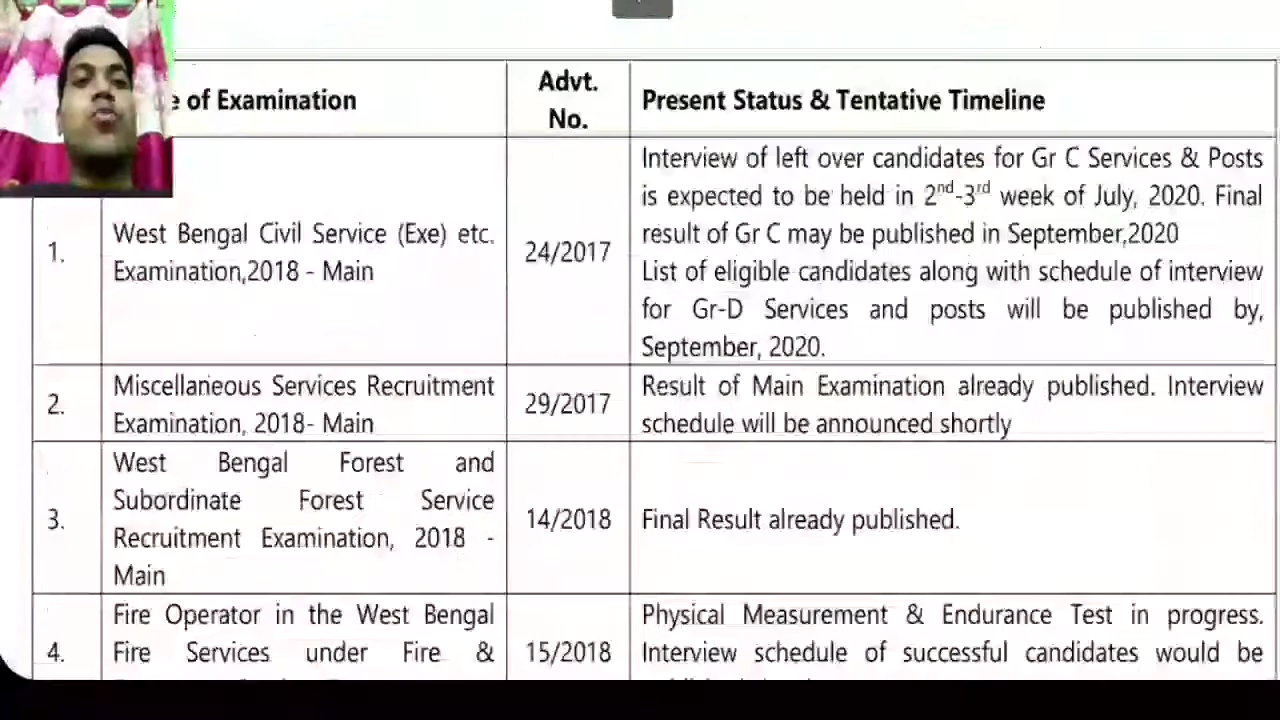 e of Examination
Advt.
No.
Present Status & Tentative Timeline
1.
West Bengal Civil Service (Exe) etc.
Examination,2018 - Main
24/2017
Interview of left over candidates for Gr C Services & Posts
is expected to be held in 2nd-3rd week of July, 2020. Final
result of Gr C may be published in September,2020
List of eligible candidates along with schedule of interview
for Gr-D Services and posts will be published by,
September, 2020.
2.
Miscellaneous Services Recruitment
Examination, 2018- Main
29/2017
Result of Main Examination already published. Interview
schedule will be announced shortly
3.
West Bengal Forest and
Subordinate Forest Service
Recruitment Examination, 2018 -
Main
14/2018
Final Result already published.
4.
Fire Operator in the West Bengal
Fire Services under Fire &
15/2018
Physical Measurement & Endurance Test in progress.
Interview schedule of successful candidates would be